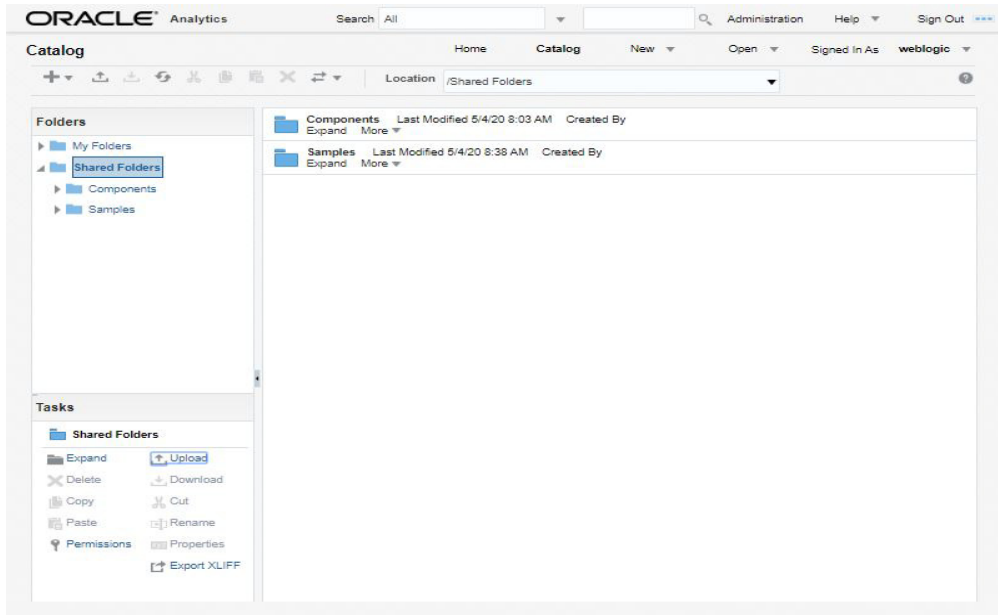 ORACLE Analytics Search All Administration Help Sign Out
Catalog Home Catalog New Open Signed In As weblogic
Location /Shared Folders
Folders
My Folders
Shared Folders
Components
Samples
Components Last Modified 5/4/20 8:03 AM Created By
Expand More
Samples Last Modified 5/4/20 8:38 AM Created By
Expand More
Tasks
Shared Folders
Expand Upload
Delete Download
Copy Cut
Paste Rename
Permissions Properties
Export XLIFF